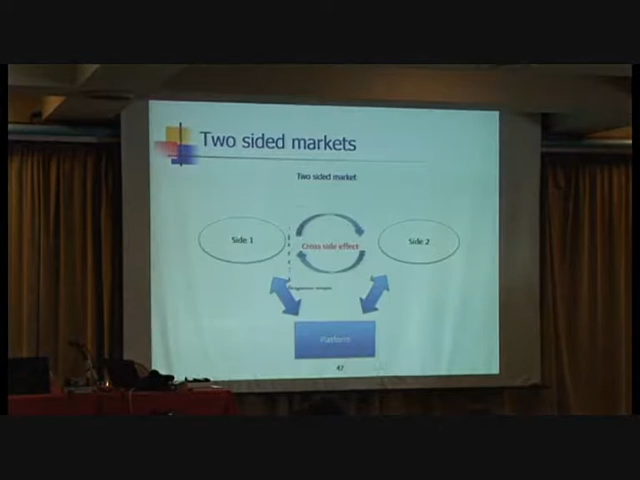 Two sided markets
Two sided market
Side 1
Cross side effect
Side 2
Platform
47